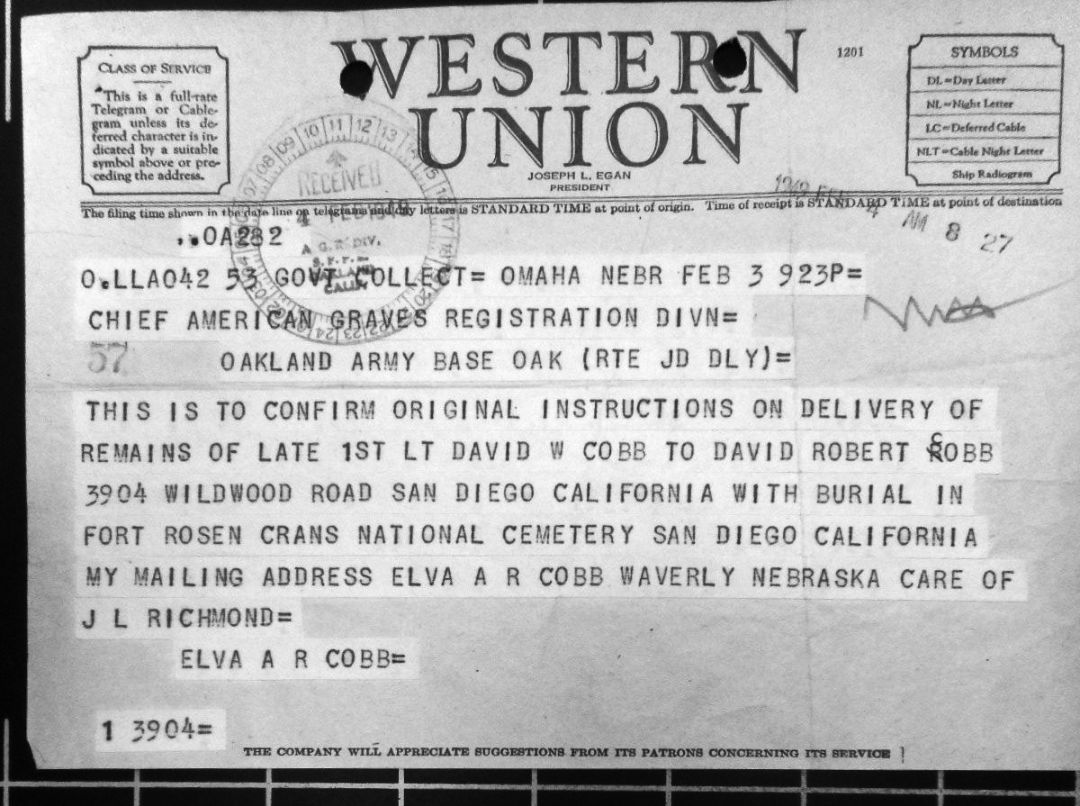 CLASS OF SERVICE
This is a full-rate
Telegram or Cable-
gram unless its de-
ferred character is in-
dicated by a suitable
symbol above or pre-
ceding the address.
WESTERN
UNION
JOSEPH L. EGAN
PRESIDENT
1201
SYMBOLS
DL=Day Letter
NL=Night Letter
LC=Deferred Cable
NLT=Cable Night Letter
Ship Radiogram
RECEIVED
4 FEB
A G R DIV.
S.F.P.E.
OAKLAND
CALIF.
The filing time shown in the date line on telegrams and day letters is STANDARD TIME at point of origin. Time of receipt is STANDARD TIME at point of destination
4 AM 8 27
..OA282
O.LLA042 53 GOVT COLLECT= OMAHA NEBR FEB 3 923P=
CHIEF AMERICAN GRAVES REGISTRATION DIVN=
57 OAKLAND ARMY BASE OAK (RTE JD DLY)=
THIS IS TO CONFIRM ORIGINAL INSTRUCTIONS ON DELIVERY OF
REMAINS OF LATE 1ST LT DAVID W COBB TO DAVID ROBERT COBB
3904 WILDWOOD ROAD SAN DIEGO CALIFORNIA WITH BURIAL IN
FORT ROSEN CRANS NATIONAL CEMETERY SAN DIEGO CALIFORNIA
MY MAILING ADDRESS ELVA A R COBB WAVERLY NEBRASKA CARE OF
J L RICHMOND=
ELVA A R COBB=
1 3904=
THE COMPANY WILL APPRECIATE SUGGESTIONS FROM ITS PATRONS CONCERNING ITS SERVICE